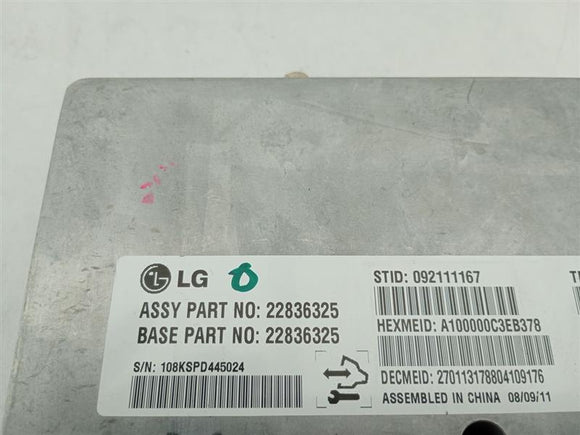 LG
ASSY PART NO: 22836325
BASE PART NO: 22836325
S/N: 108KSPD445024
STID: 092111167
HEXMEID: A100000C3EB378
DECMEID: 270113178804109176
ASSEMBLED IN CHINA 08/09/11